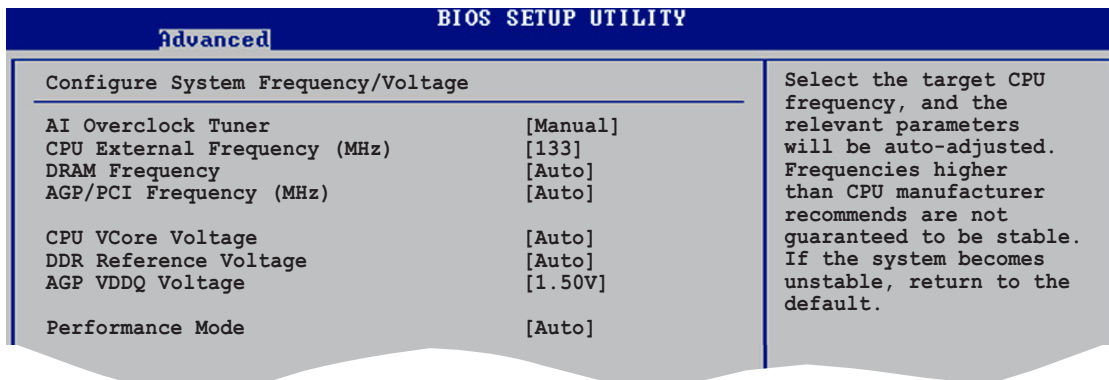 BIOS SETUP UTILITY
Advanced
Configure System Frequency/Voltage
AI Overclock Tuner [Manual]
CPU External Frequency (MHz) [133]
DRAM Frequency [Auto]
AGP/PCI Frequency (MHz) [Auto]
CPU VCore Voltage [Auto]
DDR Reference Voltage [Auto]
AGP VDDQ Voltage [1.50V]
Performance Mode [Auto]
Select the target CPU
frequency, and the
relevant parameters
will be auto-adjusted.
Frequencies higher
than CPU manufacturer
recommends are not
guaranteed to be stable.
If the system becomes
unstable, return to the
default.